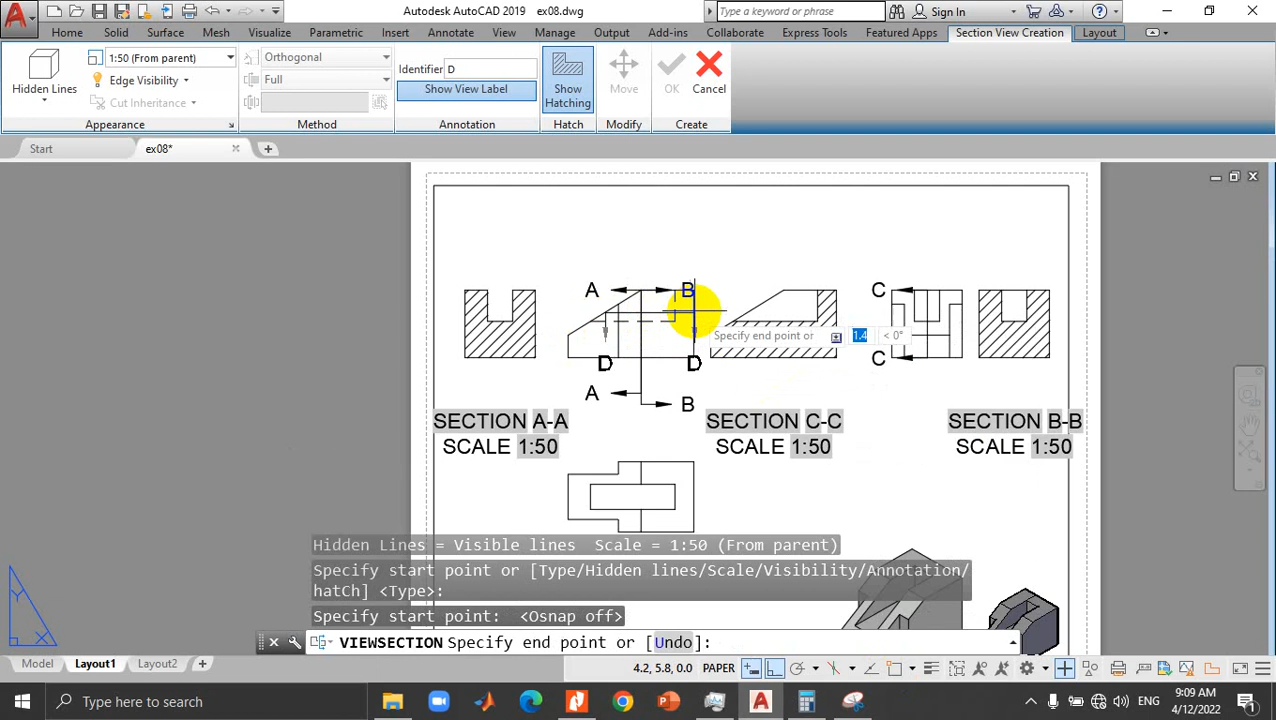 Autodesk AutoCAD 2019 ex08.dwg
Type a keyword or phrase
Sign In
Home Solid Surface Mesh Visualize Parametric Insert Annotate View Manage Output Add-ins Collaborate Express Tools Featured Apps Section View Creation Layout
Hidden Lines
1:50 (From parent)
Edge Visibility
Cut Inheritance
Appearance
Orthogonal
Full
Method
Identifier D
Show View Label
Annotation
Show Hatching
Hatch
Move
Modify
OK
Cancel
Create
Start
ex08*
A
B
C
Specify end point or 1.4 < 0°
D
D
C
A
B
SECTION A-A
SCALE 1:50
SECTION C-C
SCALE 1:50
SECTION B-B
SCALE 1:50
Hidden Lines = Visible lines Scale = 1:50 (From parent)
Specify start point or [Type/Hidden lines/Scale/Visibility/Annotation/
hatCh] <Type>:
Specify start point: <Osnap off>
VIEWSECTION Specify end point or [Undo]:
Y
X
Model Layout1 Layout2
4.2, 5.8, 0.0 PAPER
Type here to search
ENG
9:09 AM
4/12/2022
1